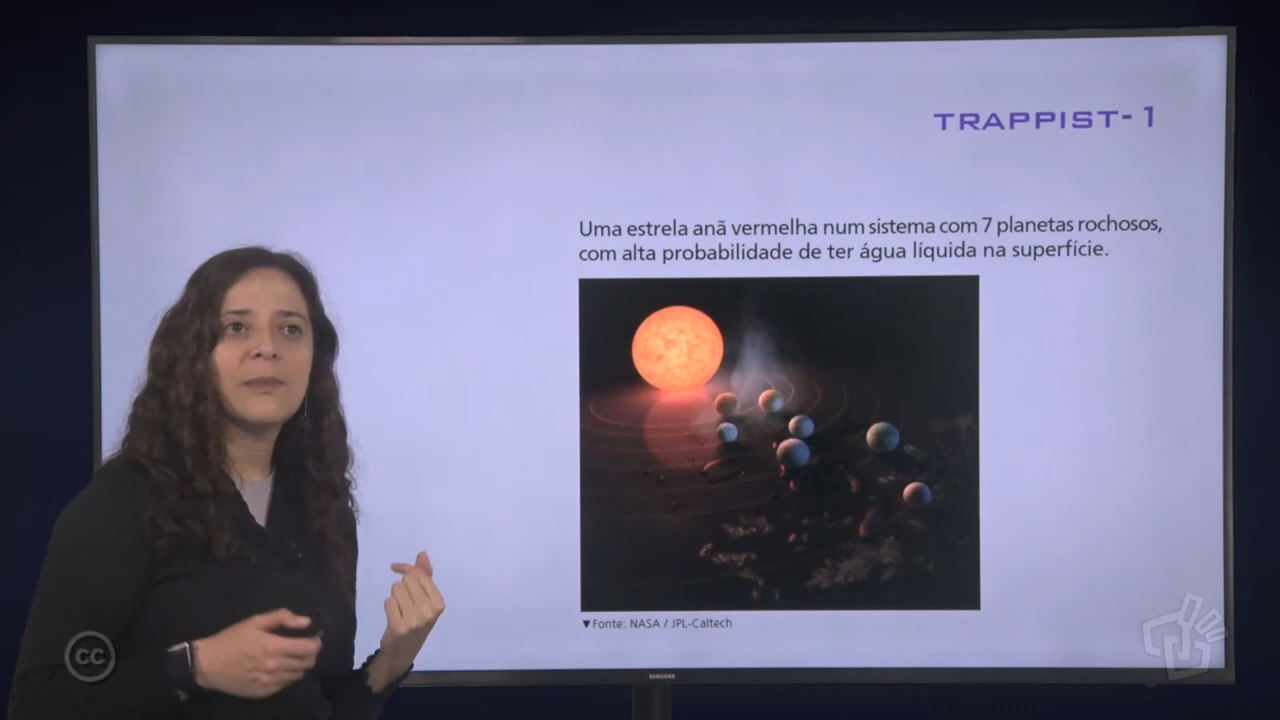 TRAPPIST-1
Uma estrela anã vermelha num sistema com 7 planetas rochosos,
com alta probabilidade de ter água líquida na superfície.
▼Fonte: NASA / JPL-Caltech
SAMSUNG
cc